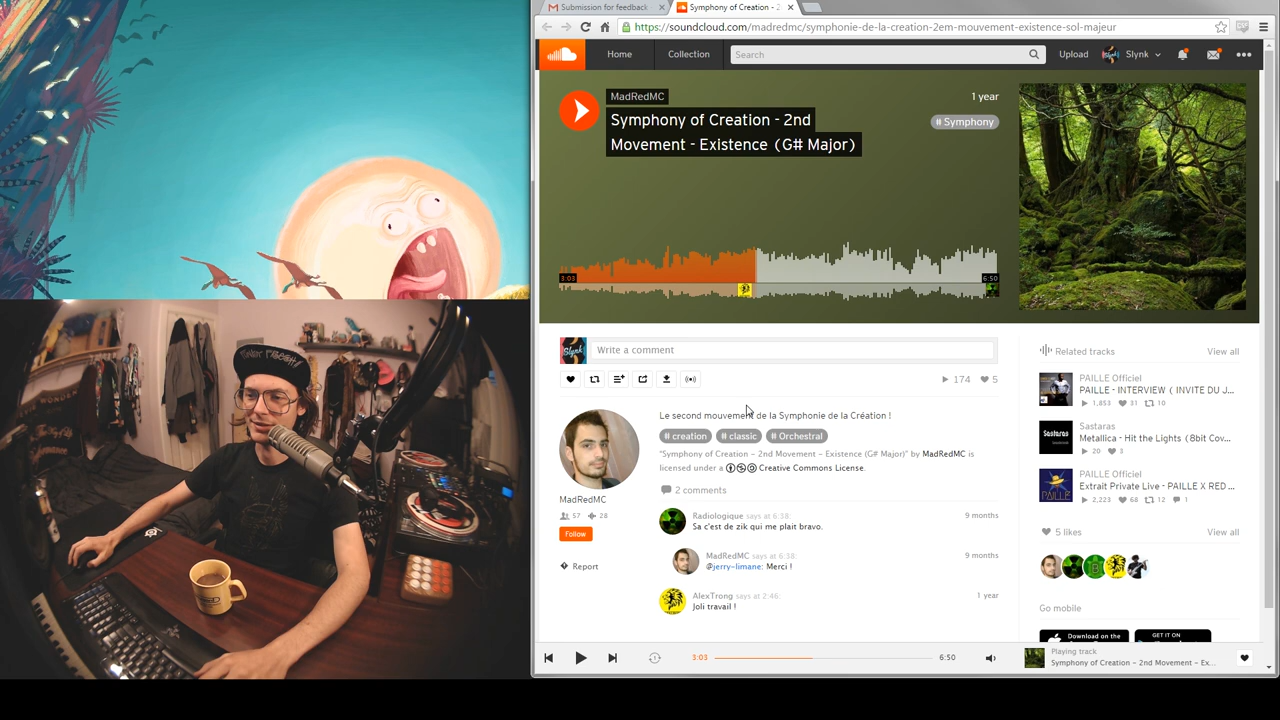 Submission for feedback
Symphony of Creation - 2
https://soundcloud.com/madredmc/symphonie-de-la-creation-2em-mouvement-existence-sol-majeur
Home
Collection
Search
Upload
Slynk
MadRedMC
1 year
Symphony of Creation - 2nd
Movement - Existence (G# Major)
# Symphony
3:03
6:50
Slynk
Write a comment
174
5
Le second mouvement de la Symphonie de la Création !
# creation
# classic
# Orchestral
"Symphony of Creation – 2nd Movement – Existence (G# Major)" by MadRedMC is
licensed under a Creative Commons License.
MadRedMC
57
28
Follow
Report
2 comments
Radiologique says at 6:38:
9 months
Sa c'est de zik qui me plait bravo.
MadRedMC says at 6:38:
9 months
@jerry-limane: Merci !
AlexTrong says at 2:46:
1 year
Joli travail !
Related tracks
View all
PAILLE Officiel
PAILLE - INTERVIEW ( INVITE DU J...
1,853
31
10
Sastaras
Metallica - Hit the Lights (8bit Cov...
20
3
PAILLE Officiel
Extrait Private Live - PAILLE X RED ...
2,223
68
12
1
5 likes
View all
Go mobile
Download on the
GET IT ON
3:03
6:50
Playing track
Symphony of Creation - 2nd Movement - Ex...